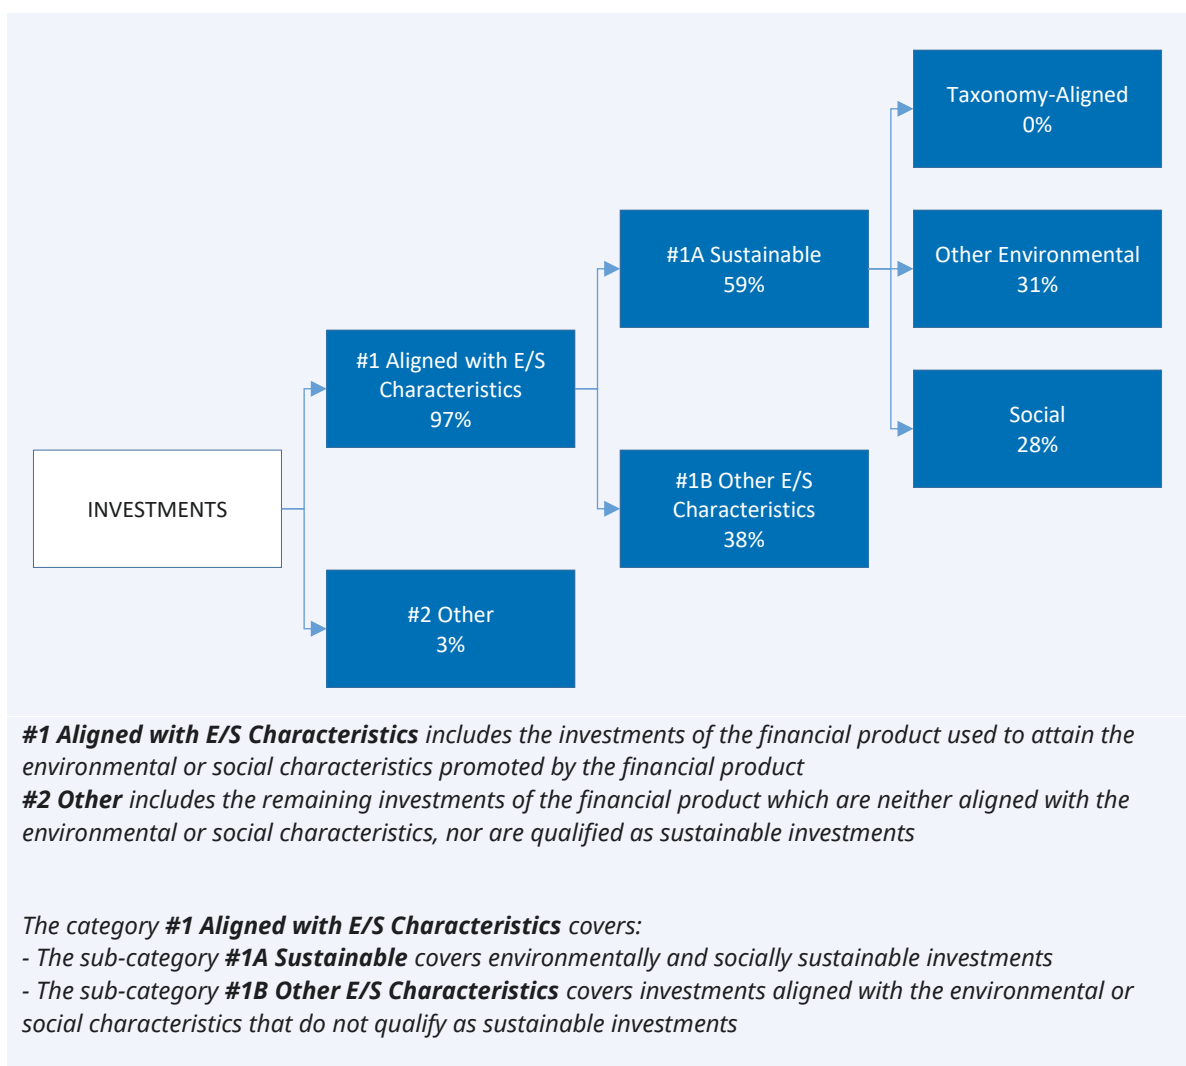 Taxonomy-Aligned
0%
#1A Sustainable
59%
Other Environmental
31%
#1 Aligned with E/S
Characteristics
97%
Social
28%
INVESTMENTS
#1B Other E/S
Characteristics
38%
#2 Other
3%
#1 Aligned with E/S Characteristics includes the investments of the financial product used to attain the
environmental or social characteristics promoted by the financial product
#2 Other includes the remaining investments of the financial product which are neither aligned with the
environmental or social characteristics, nor are qualified as sustainable investments
The category #1 Aligned with E/S Characteristics covers:
- The sub-category #1A Sustainable covers environmentally and socially sustainable investments
- The sub-category #1B Other E/S Characteristics covers investments aligned with the environmental or
social characteristics that do not qualify as sustainable investments